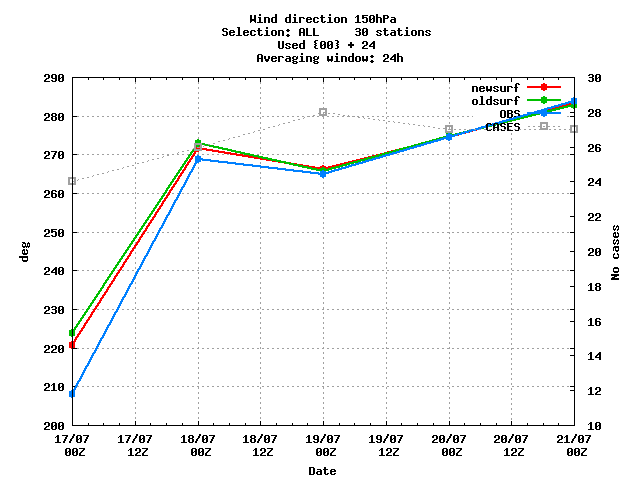 Wind direction 150hPa
Selection: ALL 30 stations
Used {00} + 24
Averaging window: 24h
290 30
newsurf
oldsurf
OBS
CASES
280 28
270 26
260 24
250 22
240 20
230 18
220 16
210 14
200 12
10
deg
No cases
17/07 17/07 18/07 18/07 19/07 19/07 20/07 20/07 21/07
00Z 12Z 00Z 12Z 00Z 12Z 00Z 12Z 00Z
Date